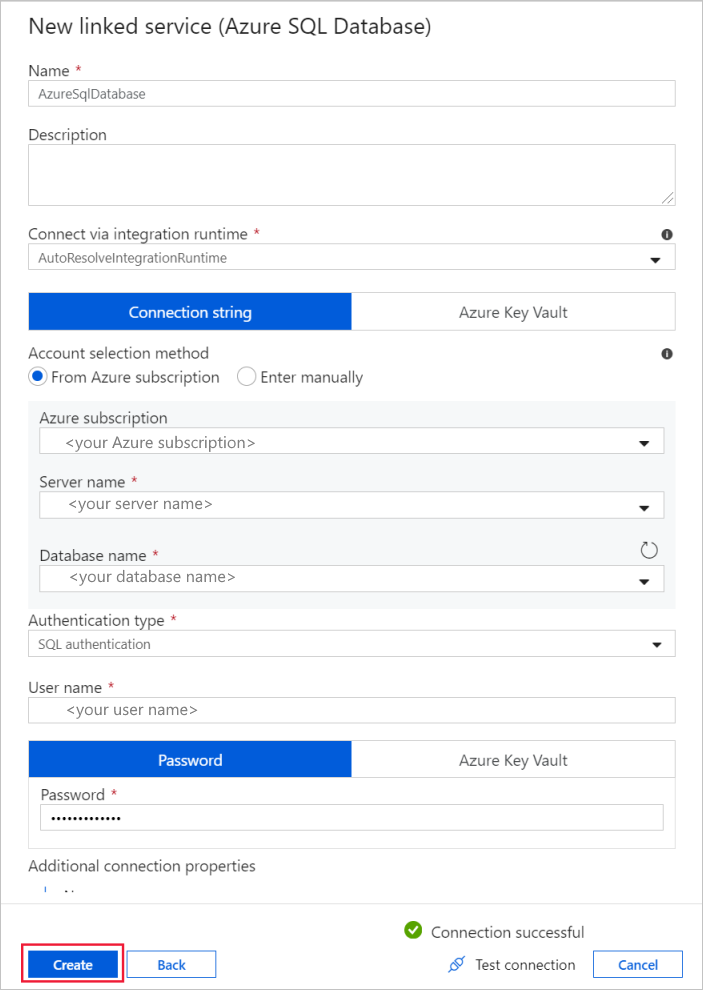 New linked service (Azure SQL Database)
Name *
AzureSqlDatabase
Description
Connect via integration runtime *
AutoResolveIntegrationRuntime
Connection string Azure Key Vault
Account selection method
From Azure subscription Enter manually
Azure subscription
<your Azure subscription>
Server name *
<your server name>
Database name *
<your database name>
Authentication type *
SQL authentication
User name *
<your user name>
Password Azure Key Vault
Password *
•••••••••••••
Additional connection properties
Connection successful
Create Back Test connection Cancel